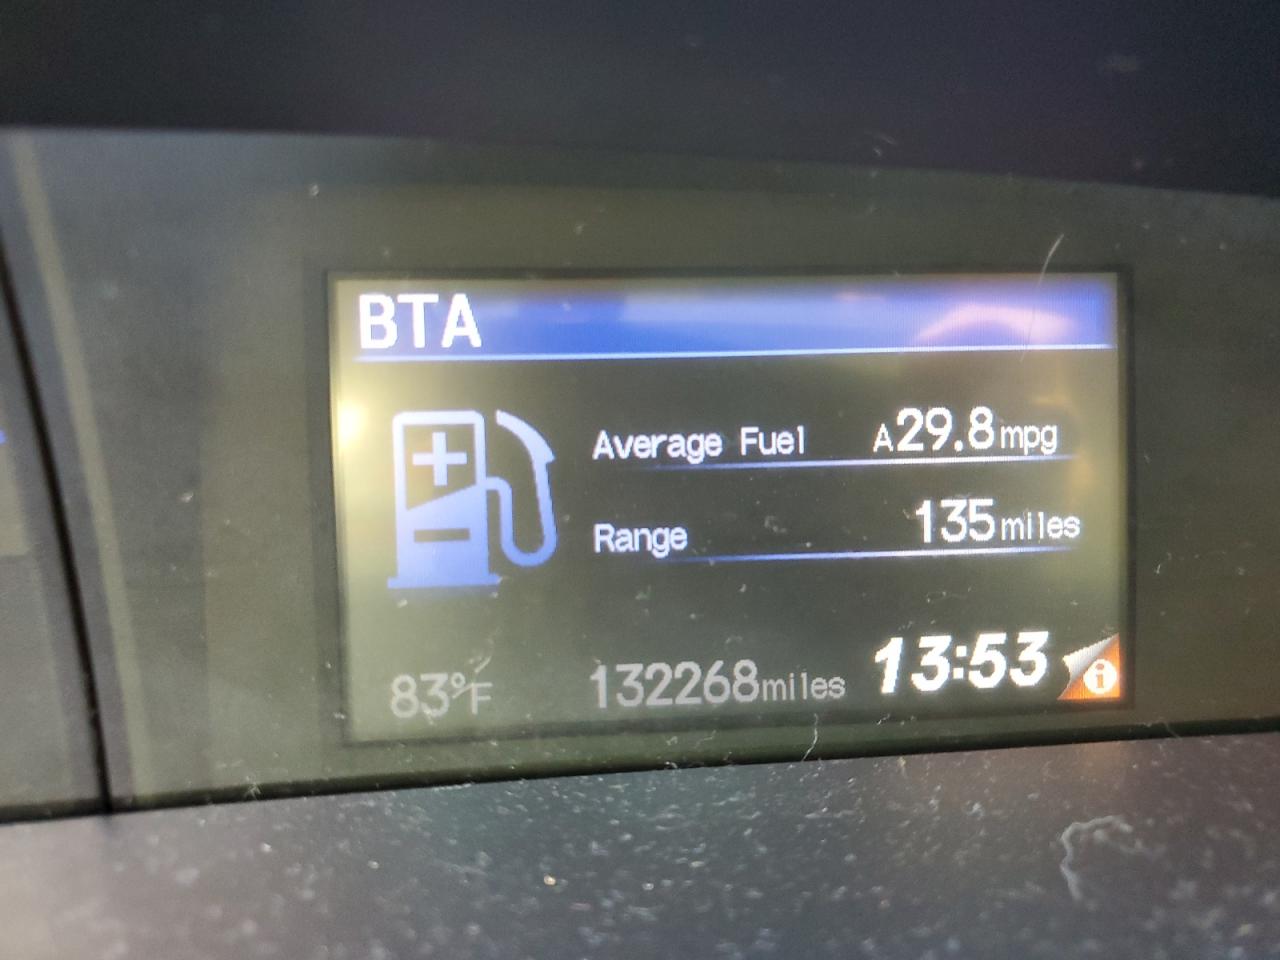 BTA
Average Fuel A29.8mpg
Range 135miles
83°F 132268miles 13:53 i